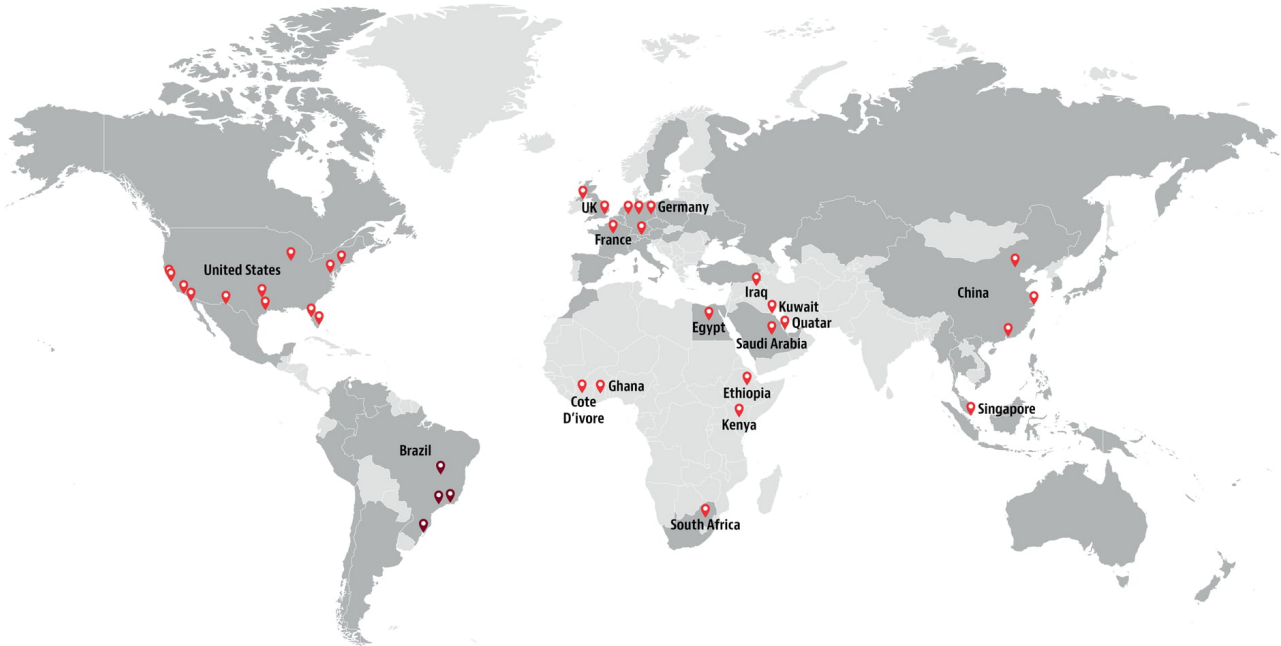 UK
Germany
France
United States
Iraq
Kuwait
Quatar
Egypt
Saudi Arabia
China
Ghana
Cote
D'ivore
Ethiopia
Kenya
Singapore
Brazil
South Africa